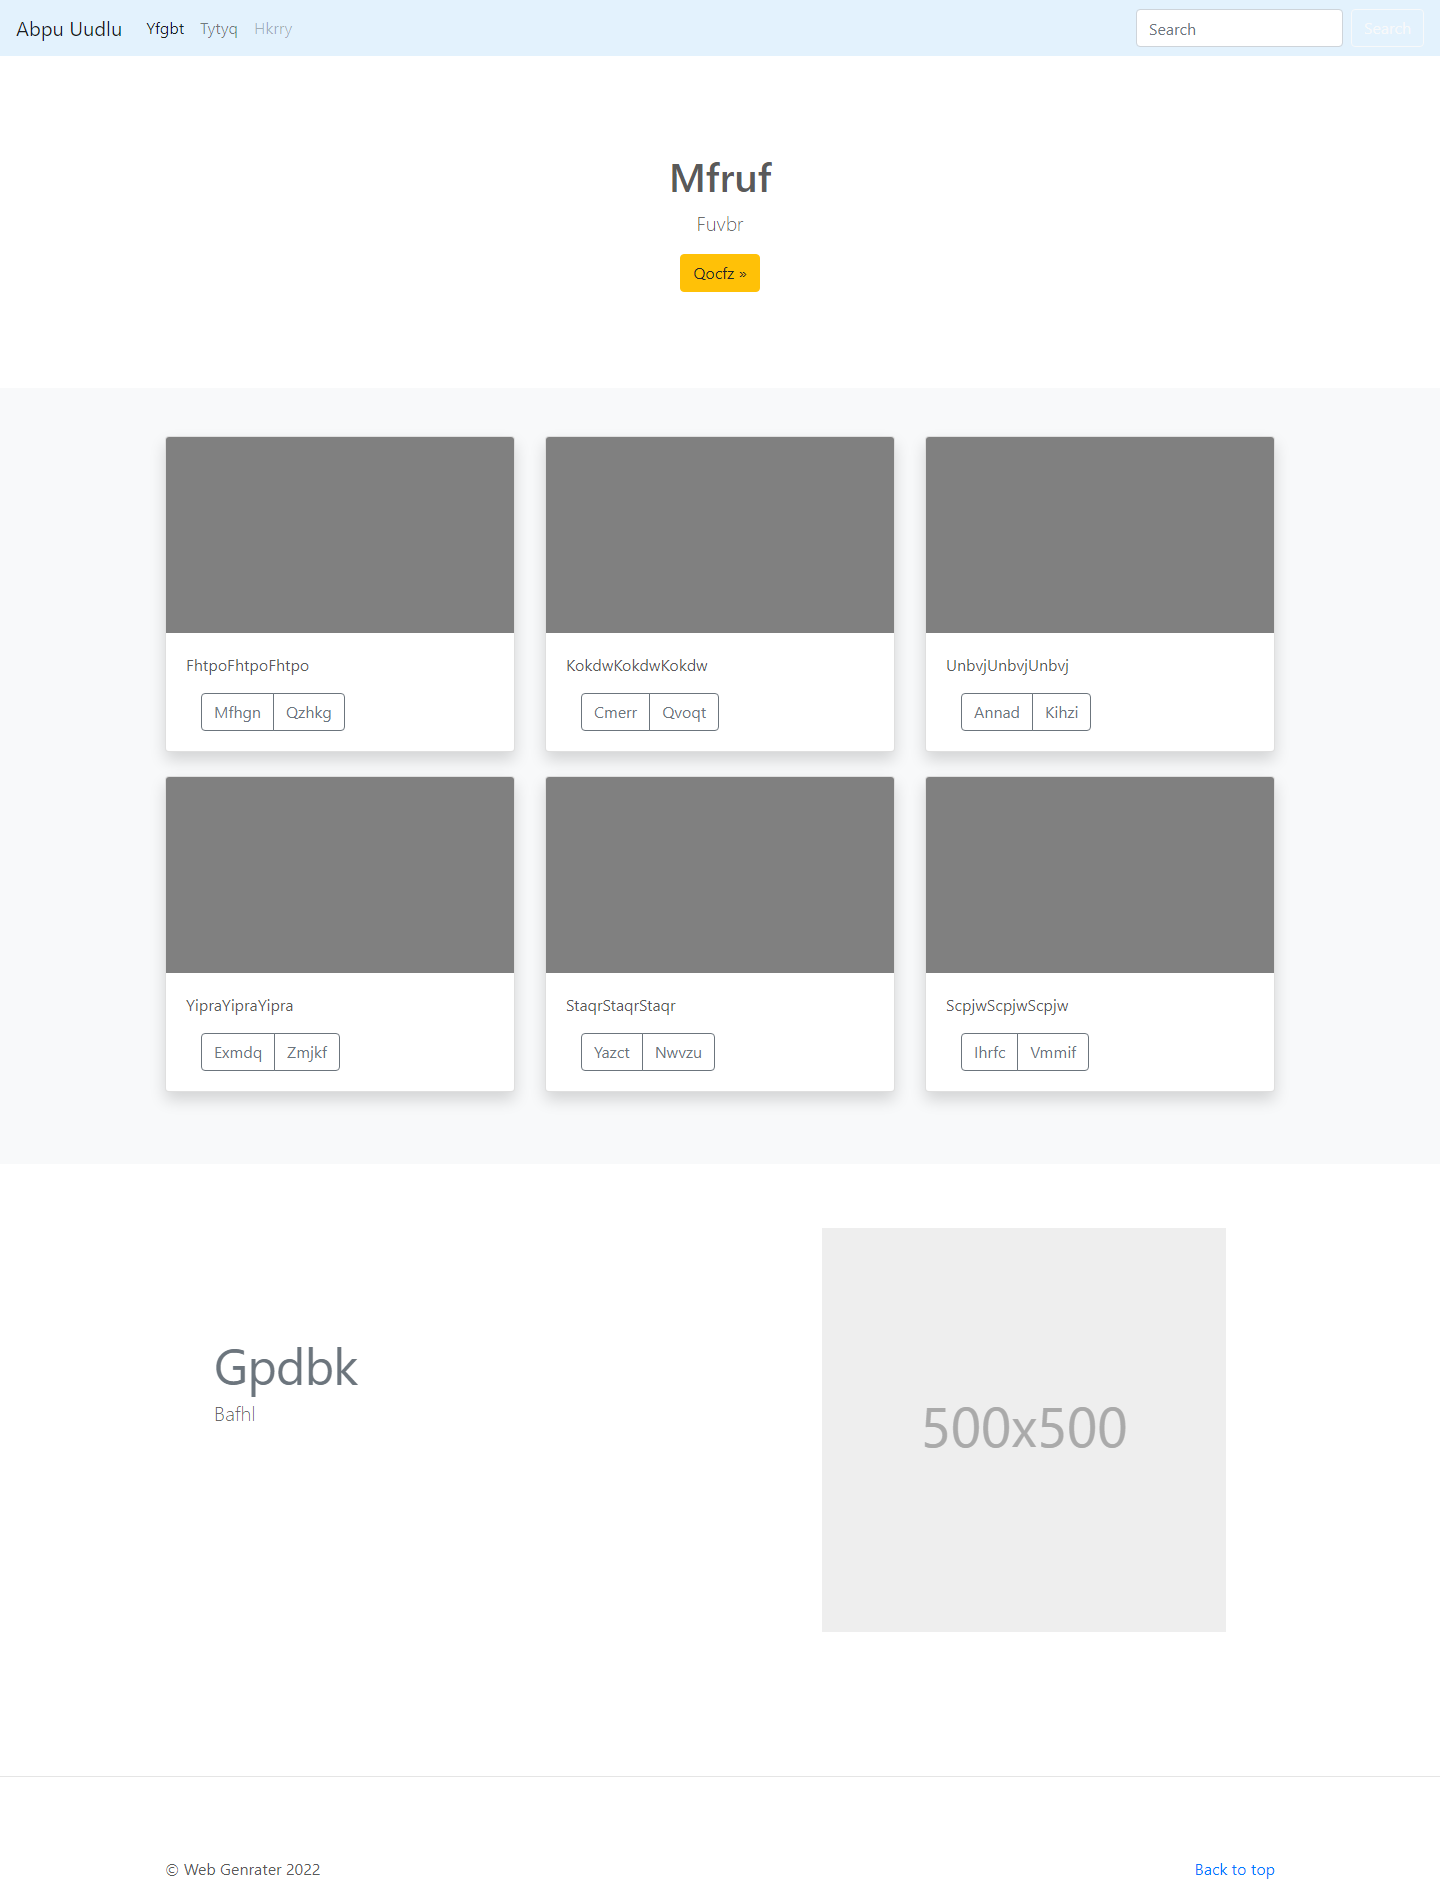 Abpu Uudlu Yfgbt Tytyq Hkrry Search Search
Mfruf
Fuvbr
Qocfz »
FhtpoFhtpoFhtpo
Mfhgn Qzhkg
KokdwKokdwKokdw
Cmerr Qvoqt
UnbvjUnbvjUnbvj
Annad Kihzi
YipraYipraYipra
Exmdq Zmjkf
StaqrStaqrStaqr
Yazct Nwvzu
ScpjwScpjwScpjw
Ihrfc Vmmif
Gpdbk
Bafhl
500x500
© Web Genrater 2022
Back to top